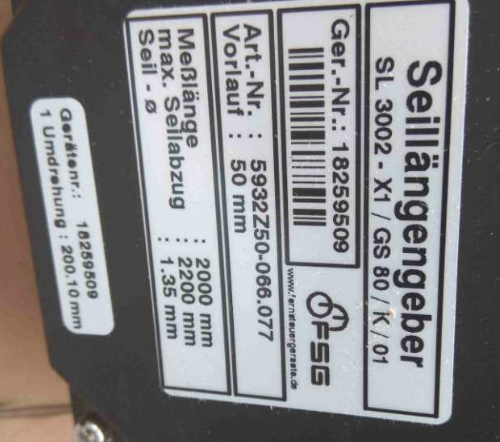 Seillängengeber
SL 3002 - X1 / GS 80 / K / 01
Ger.-Nr.: 18259509
FSG
www.fernsteuergeraete.de
Art.-Nr. : 5932Z50-066.077
Vorlauf : 50 mm
Meßlänge : 2000 mm
max. Seilabzug : 2200 mm
Seil - ø : 1.35 mm
Gerätenr.: 18259509
1 Umdrehung : 200.10 mm